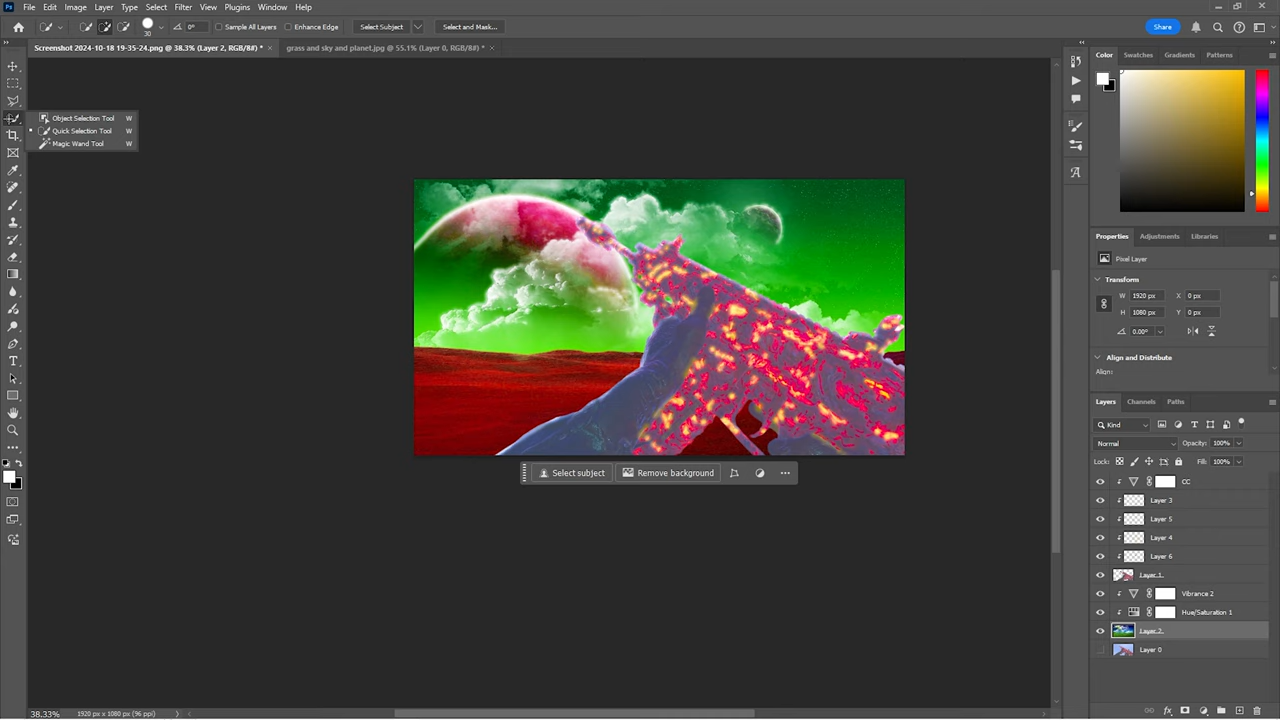 Ps File Edit Image Layer Type Select Filter View Plugins Window Help
30 0° Sample All Layers Enhance Edge Select Subject Select and Mask... Share
Screenshot 2024-10-18 19-35-24.png @ 38.3% (Layer 2, RGB/8#) * × grass and sky and planet.jpg @ 55.1% (Layer 0, RGB/8#) * ×
Color Swatches Gradients Patterns
Object Selection Tool W
Quick Selection Tool W
Magic Wand Tool W
Properties Adjustments Libraries
Pixel Layer
Transform
W 1920 px X 0 px
H 1080 px Y 0 px
0.00°
Align and Distribute
Align:
Layers Channels Paths
Kind
Normal Opacity: 100%
Lock: Fill: 100%
Select subject Remove background ...
CC
Layer 3
Layer 5
Layer 4
Layer 6
Layer 1
Vibrance 2
Hue/Saturation 1
Layer 2
Layer 0
38.33% 1920 px x 1080 px (96 ppi)
fx